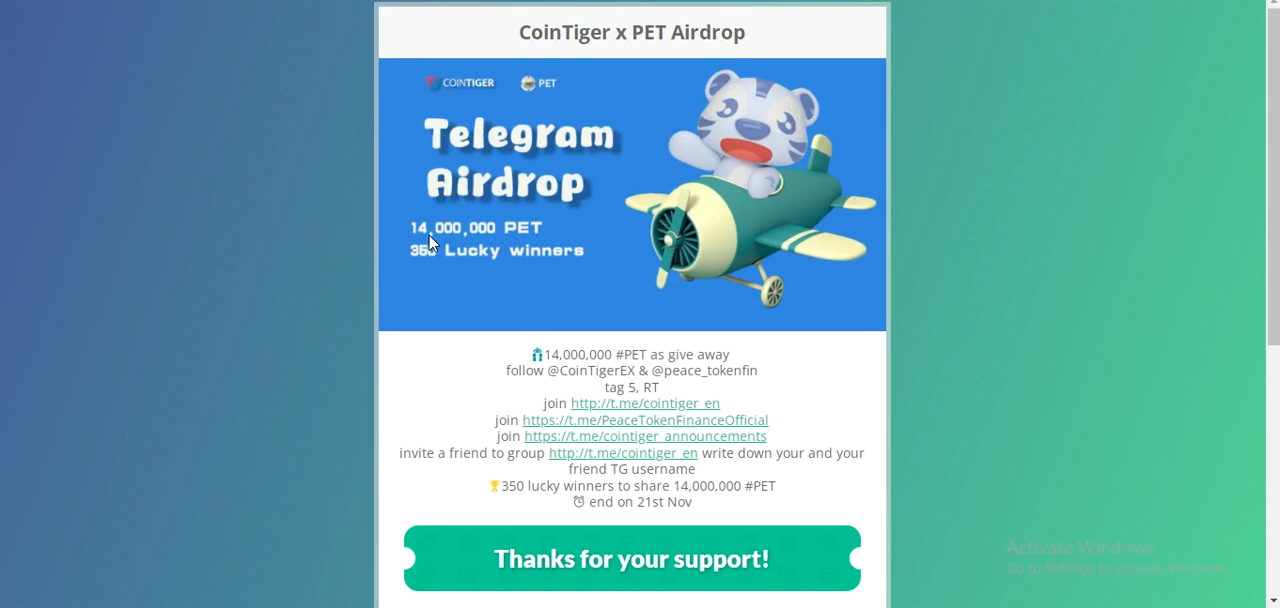 CoinTiger x PET Airdrop
COINTIGER PET
Telegram
Airdrop
14,000,000 PET
350 Lucky winners
14,000,000 #PET as give away
follow @CoinTigerEX & @peace_tokenfin
tag 5, RT
join http://t.me/cointiger_en
join https://t.me/PeaceTokenFinanceOfficial
join https://t.me/cointiger_announcements
invite a friend to group http://t.me/cointiger_en write down your and your
friend TG username
350 lucky winners to share 14,000,000 #PET
end on 21st Nov
Thanks for your support!
Activate Windows
Go to Settings to activate Windows.